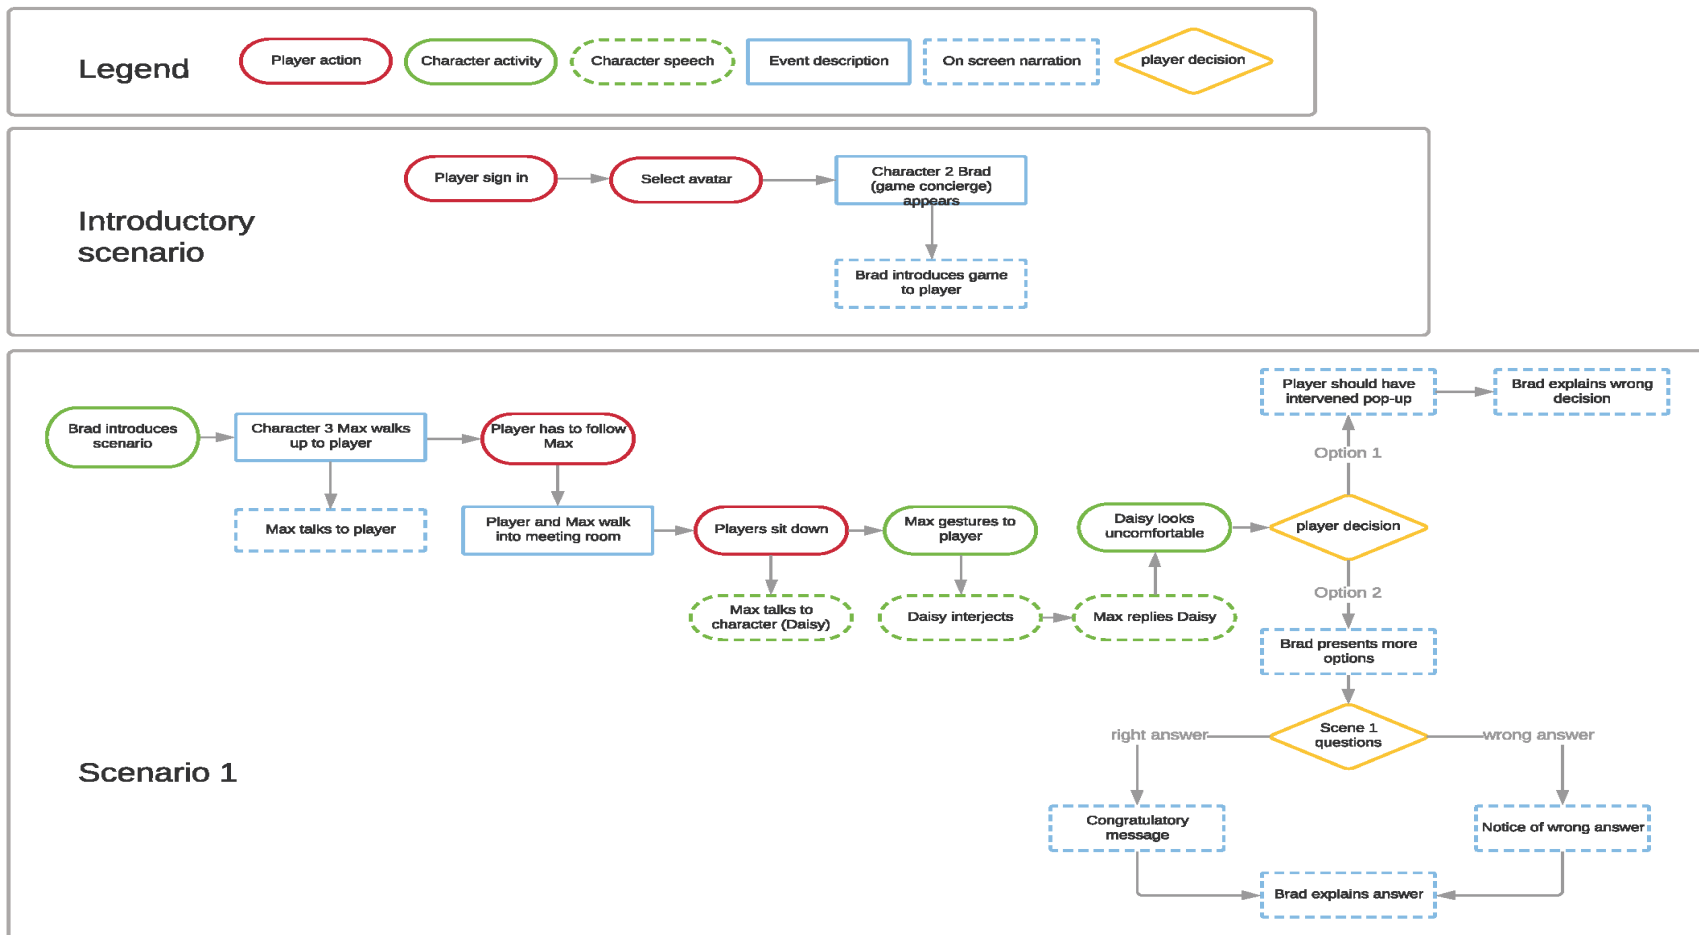 Legend
Player action
Character activity
Character speech
Event description
On screen narration
player decision
Introductory
scenario
Player sign in
Select avatar
Character 2 Brad
(game concierge)
appears
Brad introduces game
to player
Scenario 1
Brad introduces
scenario
Character 3 Max walks
up to player
Player has to follow
Max
Max talks to player
Player and Max walk
into meeting room
Players sit down
Max gestures to
player
Max talks to
character (Daisy)
Daisy interjects
Max replies Daisy
Daisy looks
uncomfortable
player decision
Option 1
Player should have
intervened pop-up
Brad explains wrong
decision
Option 2
Brad presents more
options
Scene 1
questions
right answer
wrong answer
Congratulatory
message
Notice of wrong answer
Brad explains answer